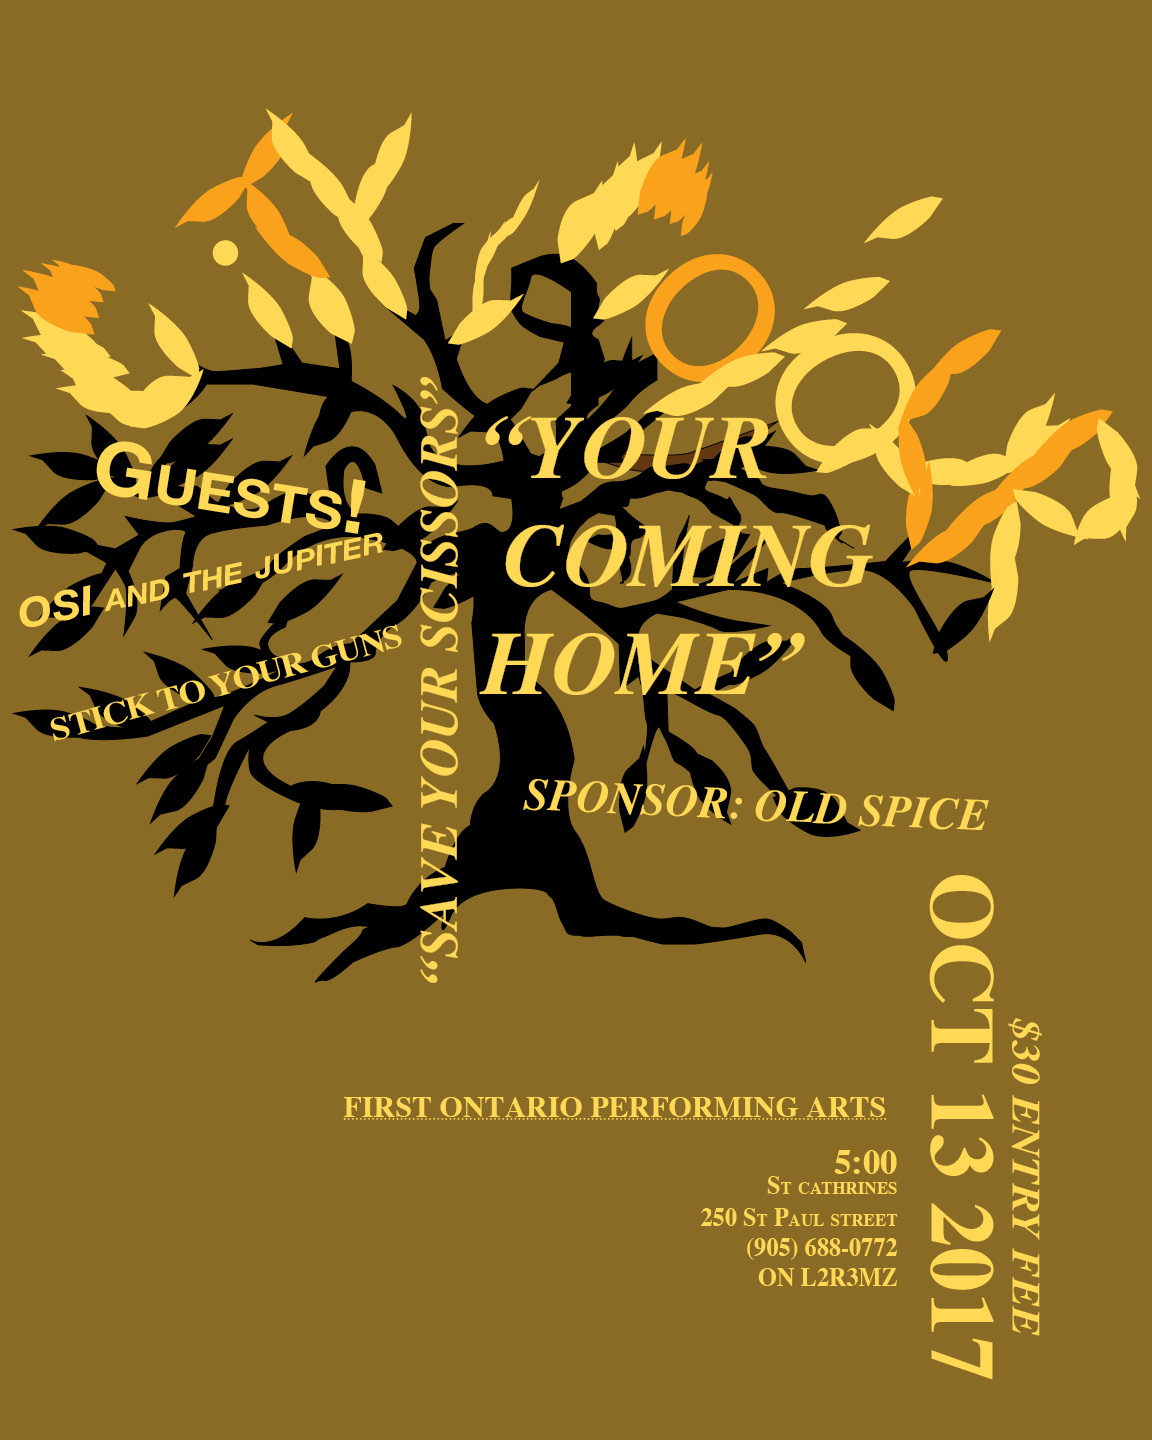 CiTY COLOUR
GUESTS!
OSI AND THE JUPITER
STICK TO YOUR GUNS
“SAVE YOUR SCISSORS”
“YOUR
COMING
HOME”
SPONSOR: OLD SPICE
OCT 13 2017
$30 ENTRY FEE
FIRST ONTARIO PERFORMING ARTS
5:00
ST CATHRINES
250 ST PAUL STREET
(905) 688-0772
ON L2R3MZ